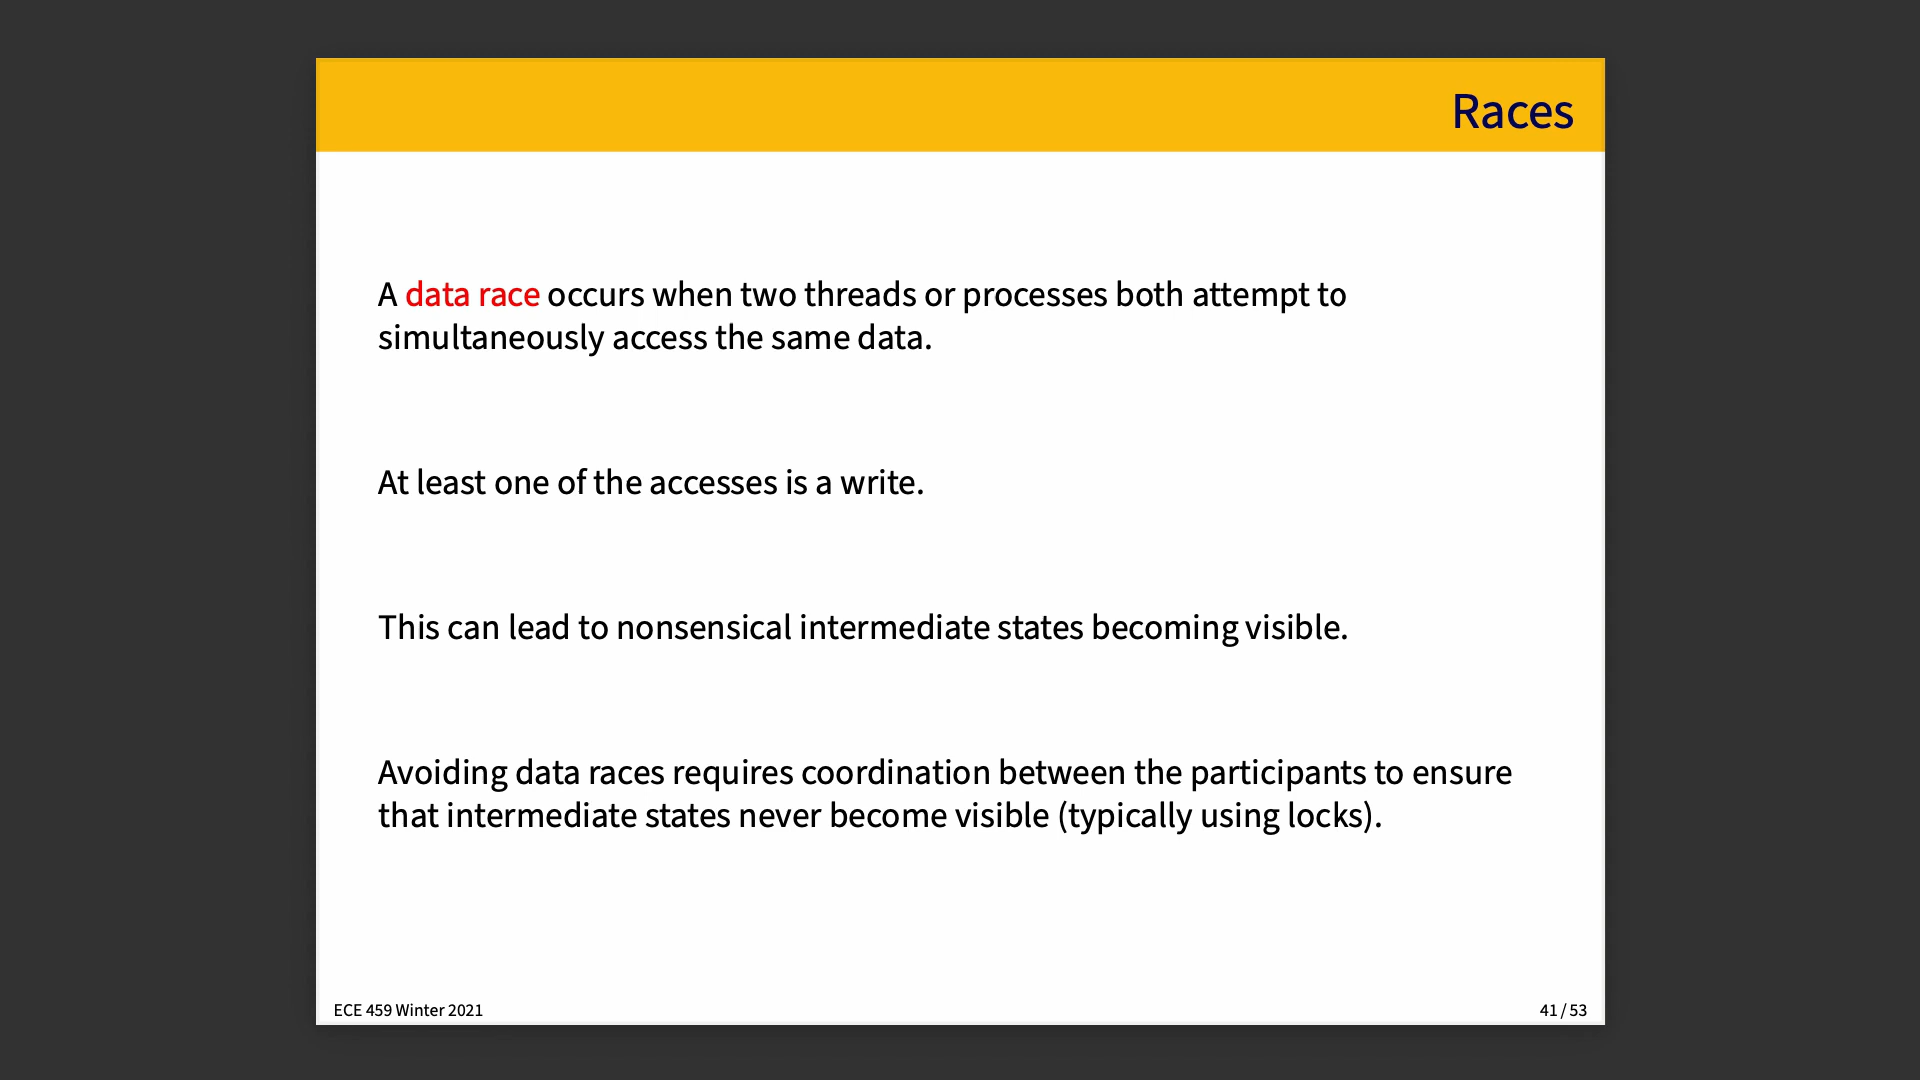 Races
A data race occurs when two threads or processes both attempt to
simultaneously access the same data.
At least one of the accesses is a write.
This can lead to nonsensical intermediate states becoming visible.
Avoiding data races requires coordination between the participants to ensure
that intermediate states never become visible (typically using locks).
ECE 459 Winter 2021
41 / 53